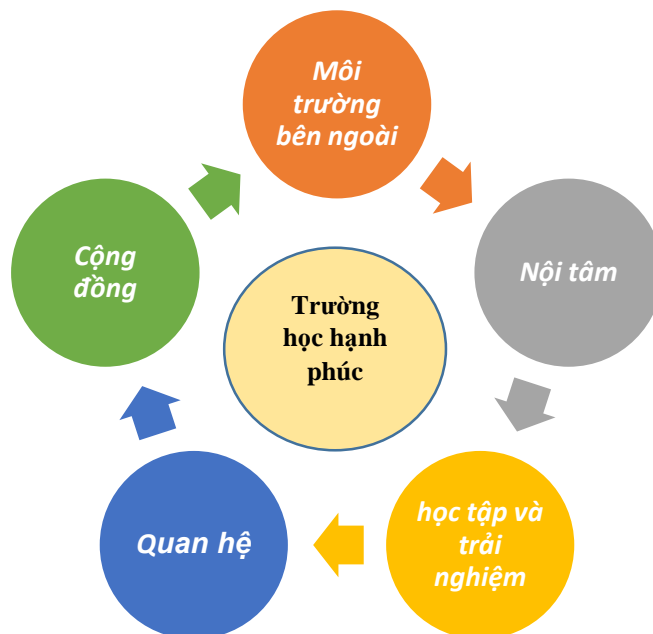 Môi
trường
bên ngoài
Nội tâm
học tập và
trải
nghiệm
Quan hệ
Cộng
đồng
Trường
học hạnh
phúc